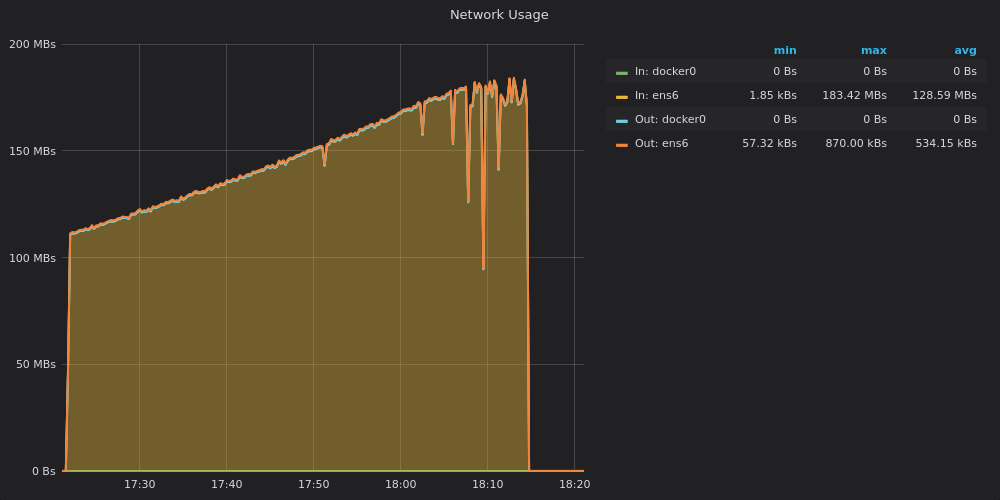 Network Usage
200 MBs
150 MBs
100 MBs
50 MBs
0 Bs
17:30 17:40 17:50 18:00 18:10 18:20
min max avg
In: docker0 0 Bs 0 Bs 0 Bs
In: ens6 1.85 kBs 183.42 MBs 128.59 MBs
Out: docker0 0 Bs 0 Bs 0 Bs
Out: ens6 57.32 kBs 870.00 kBs 534.15 kBs